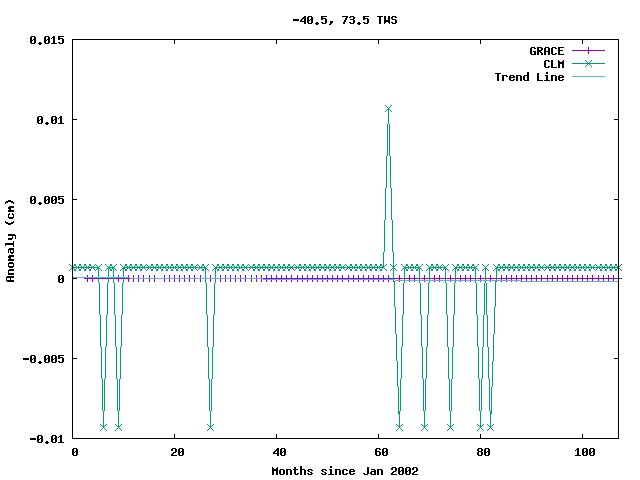 -40.5, 73.5 TWS
GRACE
CLM
Trend Line
0.015
0.01
0.005
0
-0.005
-0.01
Anomaly (cm)
0 20 40 60 80 100
Months since Jan 2002